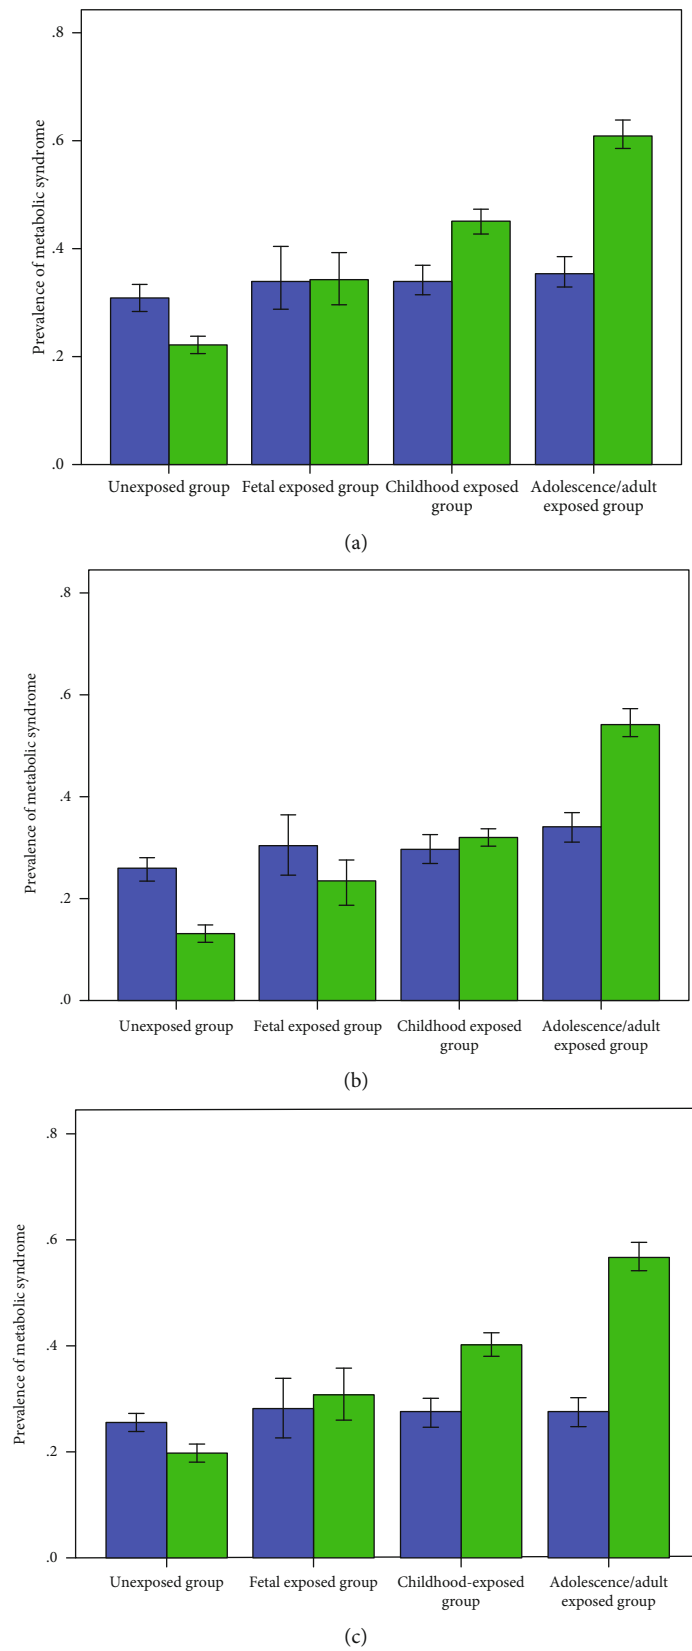 .8
.6
.4
.2
.0
Prevalence of metabolic syndrome
Unexposed group
Fetal exposed group
Childhood exposed
group
Adolescence/adult
exposed group
(a)
.8
.6
.4
.2
.0
Prevalence of metabolic syndrome
Unexposed group
Fetal exposed group
Childhood exposed
group
Adolescence/adult
exposed group
(b)
.8
.6
.4
.2
.0
Prevalence of metabolic syndrome
Unexposed group
Fetal exposed group
Childhood-exposed
group
Adolescence/adult
exposed group
(c)